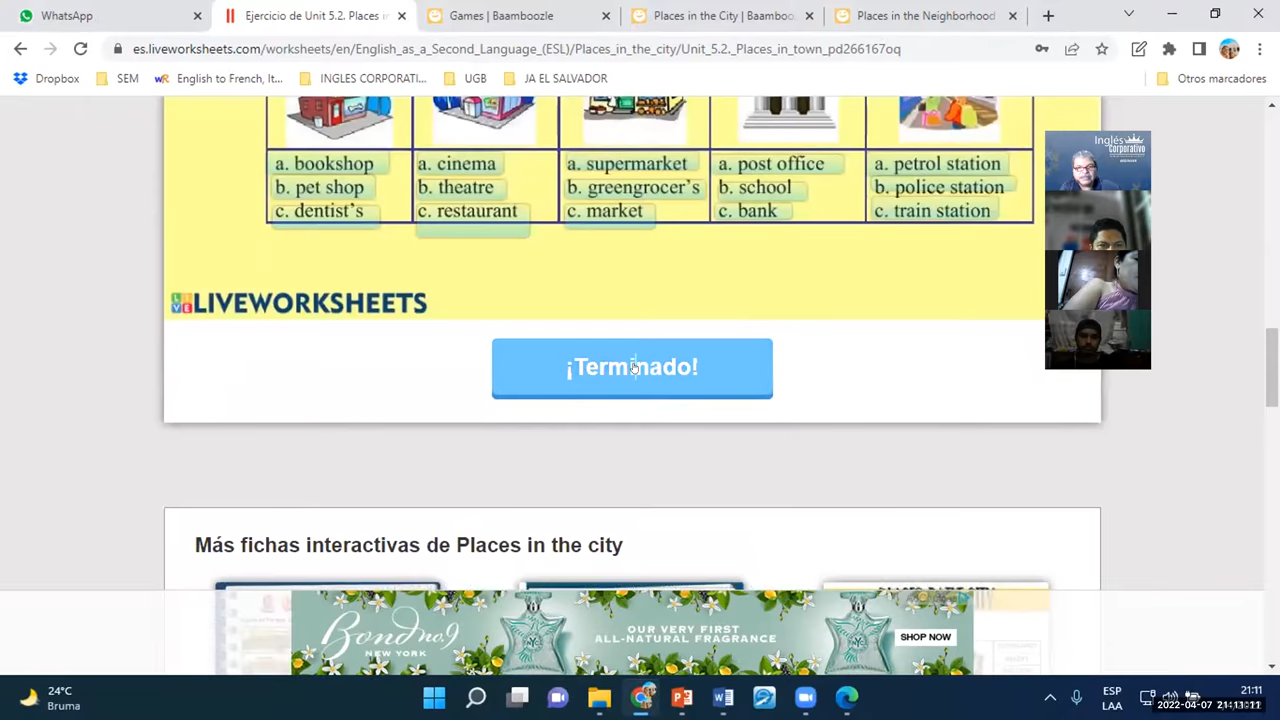 WhatsApp
Ejercicio de Unit 5.2. Places in
Games | Baamboozle
Places in the City | Baamboo
Places in the Neighborhood
es.liveworksheets.com/worksheets/en/English_as_a_Second_Language_(ESL)/Places_in_the_city/Unit_5.2._Places_in_town_pd266167oq
Dropbox
SEM
English to French, It...
INGLES CORPORATI...
UGB
JA EL SALVADOR
Otros marcadores
Inglés
Corporativo
a. bookshop
b. pet shop
c. dentist's
a. cinema
b. theatre
c. restaurant
a. supermarket
b. greengrocer's
c. market
a. post office
b. school
c. bank
a. petrol station
b. police station
c. train station
LIVEWORKSHEETS
¡Terminado!
Más fichas interactivas de Places in the city
Bond no.9
NEW YORK
OUR VERY FIRST
ALL-NATURAL FRAGRANCE
SHOP NOW
24°C
Bruma
ESP
LAA
21:11